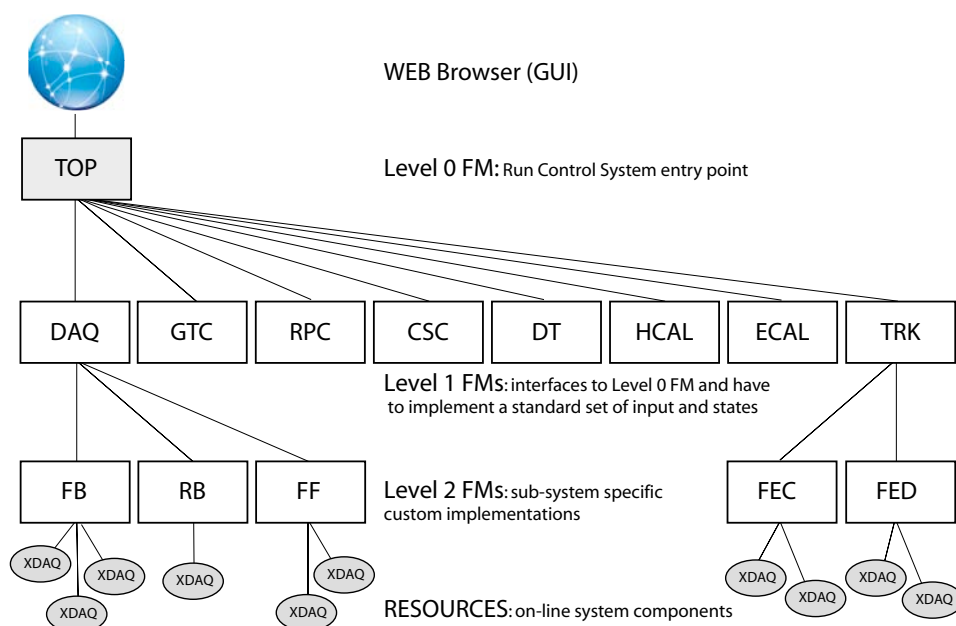 WEB Browser (GUI)
TOP
Level 0 FM: Run Control System entry point
DAQ
GTC
RPC
CSC
DT
HCAL
ECAL
TRK
Level 1 FMs: interfaces to Level 0 FM and have
to implement a standard set of input and states
FB
RB
FF
Level 2 FMs: sub-system specific
custom implementations
FEC
FED
XDAQ
XDAQ
XDAQ
XDAQ
XDAQ
XDAQ
XDAQ
XDAQ
XDAQ
XDAQ
RESOURCES: on-line system components